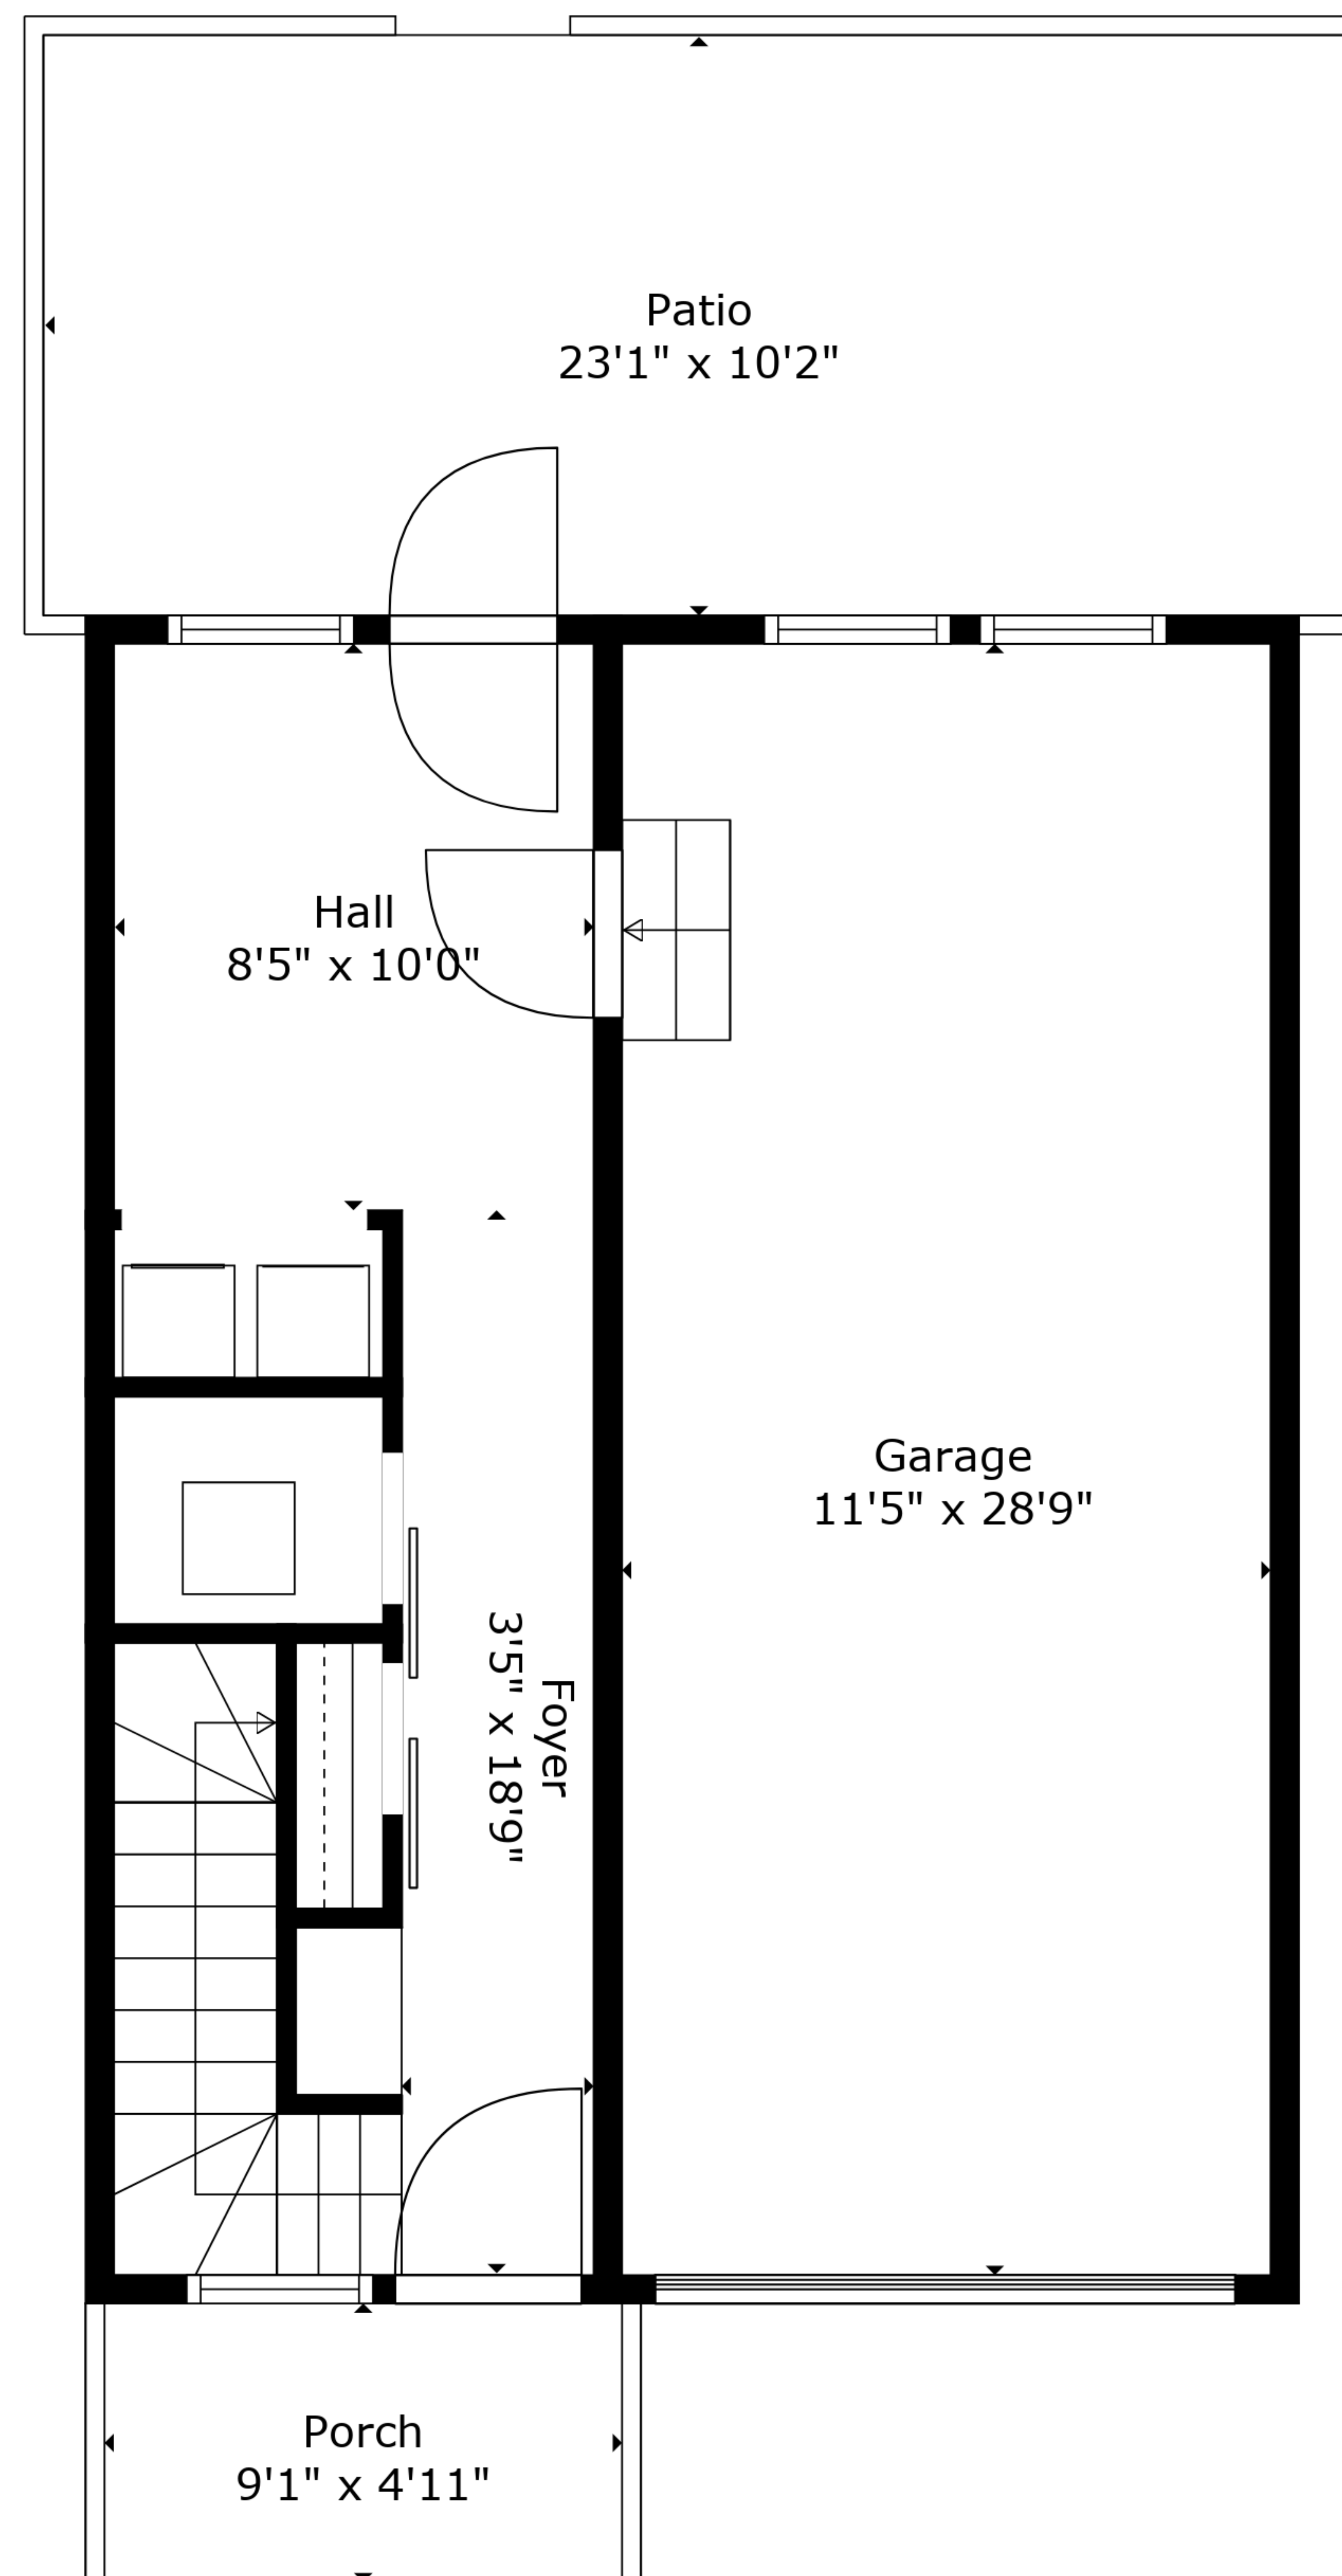 Patio
23'1" x 10'2"
Hall
8'5" x 10'0"
Garage
11'5" x 28'9"
Foyer
3'5" x 18'9"
Porch
9'1" x 4'11"